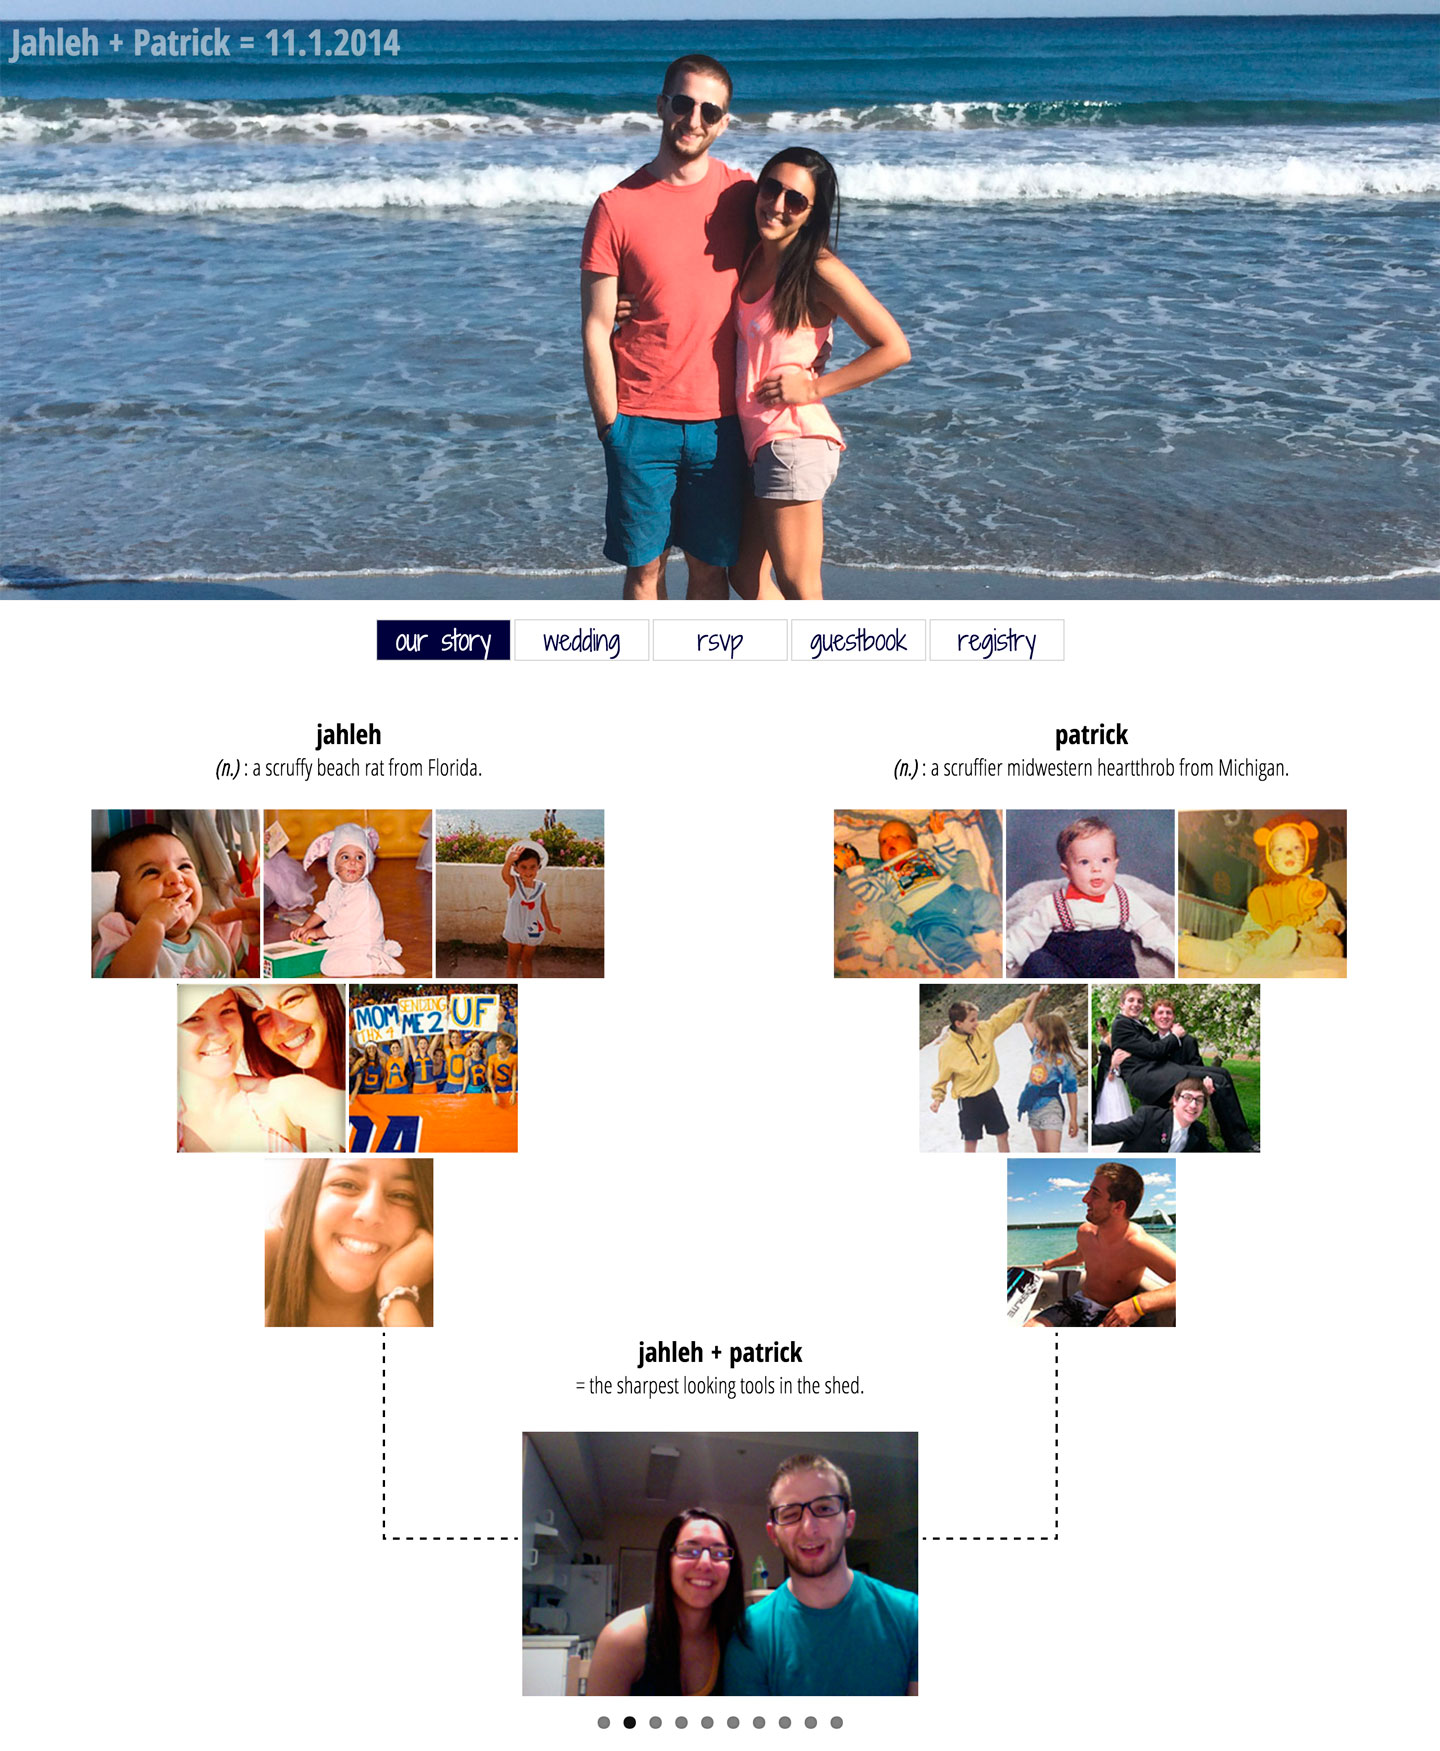 Jahleh + Patrick = 11.1.2014
our story
wedding
rsvp
guestbook
registry
jahleh
(n.) : a scruffy beach rat from Florida.
patrick
(n.) : a scruffier midwestern heartthrob from Michigan.
MOM SENDING UF
THX 4 ME 2
GATORS
DA
jahleh + patrick
= the sharpest looking tools in the shed.